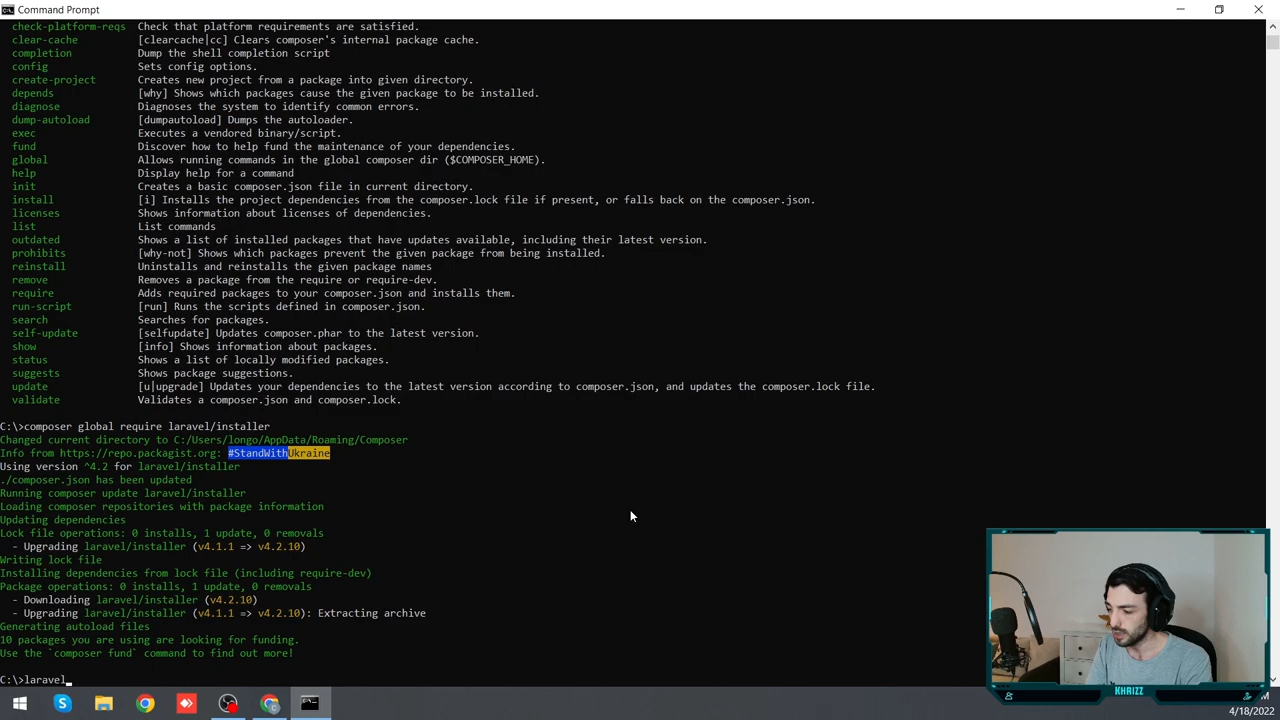 Command Prompt
check-platform-reqs Check that platform requirements are satisfied.
clear-cache [clearcache|cc] Clears composer's internal package cache.
completion Dump the shell completion script
config Sets config options.
create-project Creates new project from a package into given directory.
depends [why] Shows which packages cause the given package to be installed.
diagnose Diagnoses the system to identify common errors.
dump-autoload [dumpautoload] Dumps the autoloader.
exec Executes a vendored binary/script.
fund Discover how to help fund the maintenance of your dependencies.
global Allows running commands in the global composer dir ($COMPOSER_HOME).
help Display help for a command
init Creates a basic composer.json file in current directory.
install [i] Installs the project dependencies from the composer.lock file if present, or falls back on the composer.json.
licenses Shows information about licenses of dependencies.
list List commands
outdated Shows a list of installed packages that have updates available, including their latest version.
prohibits [why-not] Shows which packages prevent the given package from being installed.
reinstall Uninstalls and reinstalls the given package names
remove Removes a package from the require or require-dev.
require Adds required packages to your composer.json and installs them.
run-script [run] Runs the scripts defined in composer.json.
search Searches for packages.
self-update [selfupdate] Updates composer.phar to the latest version.
show [info] Shows information about packages.
status Shows a list of locally modified packages.
suggests Shows package suggestions.
update [u|upgrade] Updates your dependencies to the latest version according to composer.json, and updates the composer.lock file.
validate Validates a composer.json and composer.lock.
C:\>composer global require laravel/installer
Changed current directory to C:/Users/longo/AppData/Roaming/Composer
Info from https://repo.packagist.org: #StandWithUkraine
Using version ^4.2 for laravel/installer
./composer.json has been updated
Running composer update laravel/installer
Loading composer repositories with package information
Updating dependencies
Lock file operations: 0 installs, 1 update, 0 removals
- Upgrading laravel/installer (v4.1.1 => v4.2.10)
Writing lock file
Installing dependencies from lock file (including require-dev)
Package operations: 0 installs, 1 update, 0 removals
- Downloading laravel/installer (v4.2.10)
- Upgrading laravel/installer (v4.1.1 => v4.2.10): Extracting archive
Generating autoload files
10 packages you are using are looking for funding.
Use the `composer fund` command to find out more!
C:\>laravel_
KHRIZZ
4/18/2022